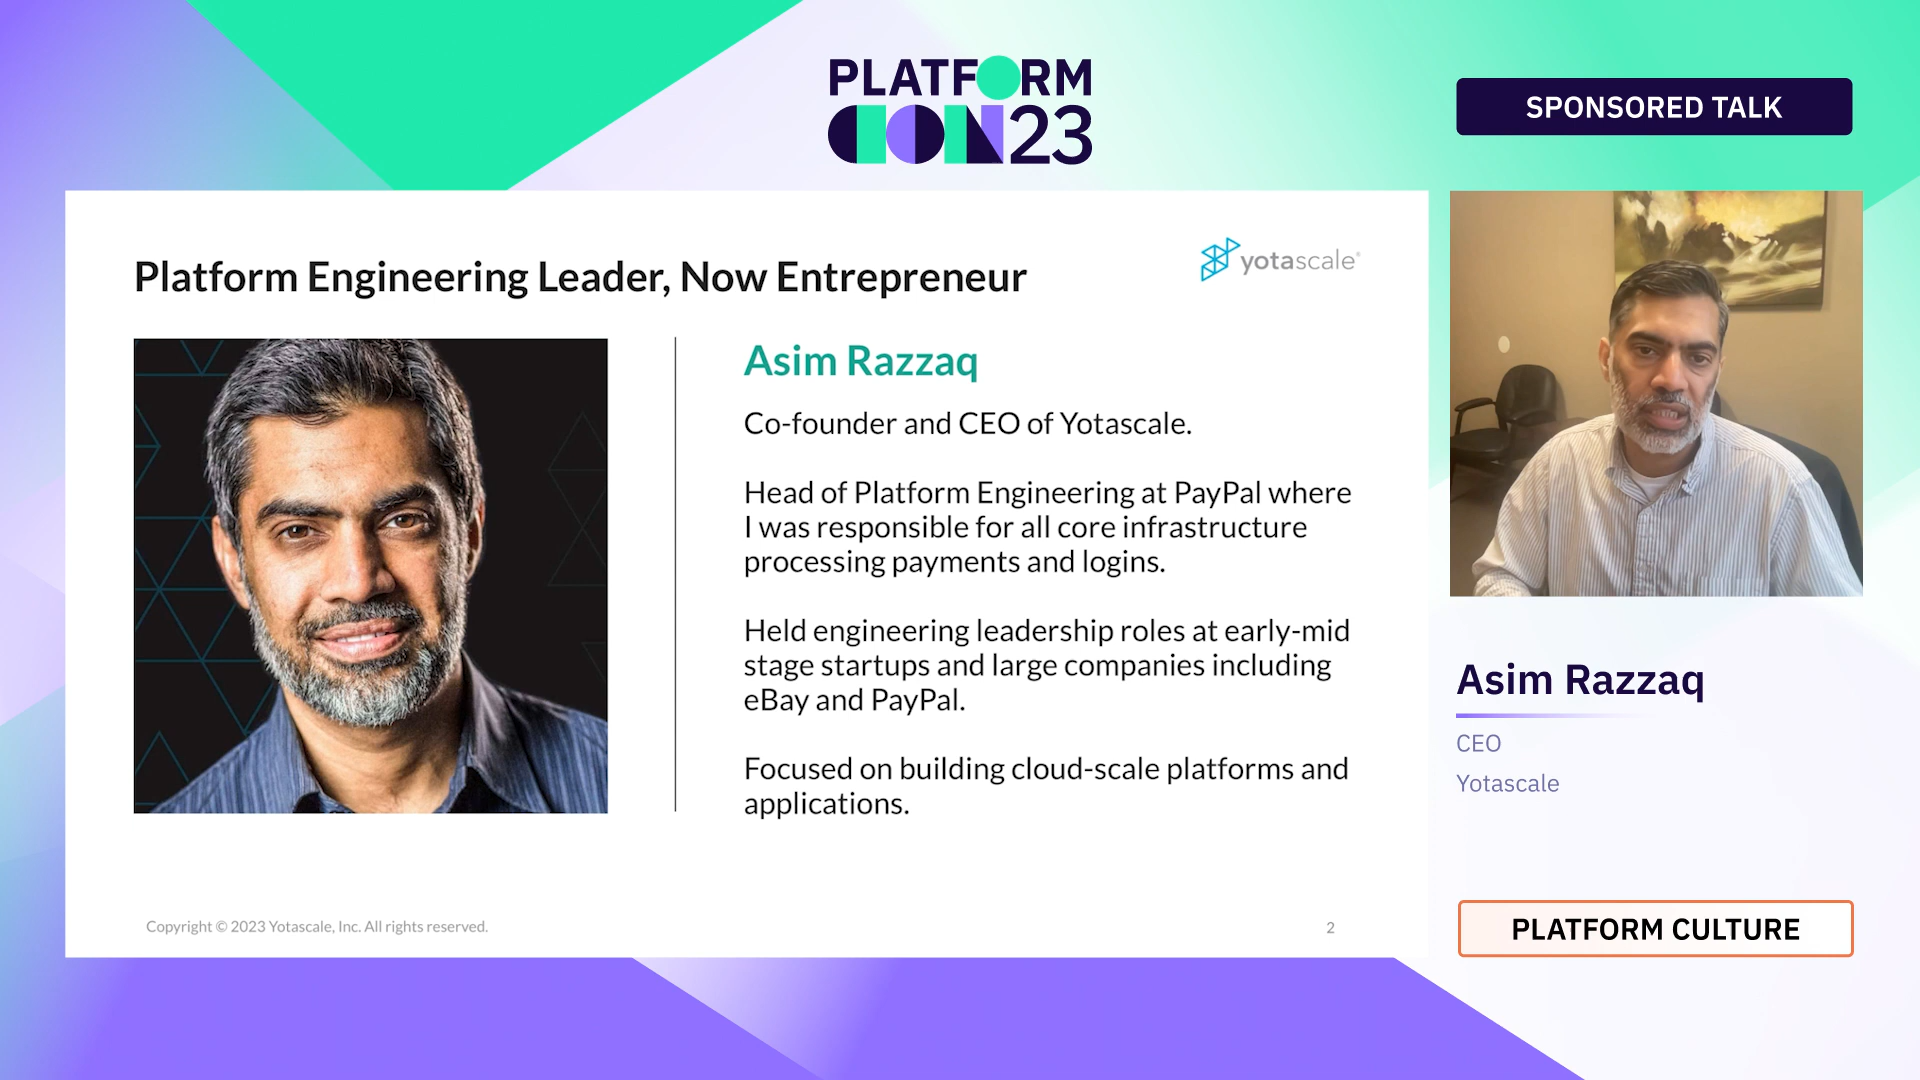 PLATFORM
CON23
SPONSORED TALK
Platform Engineering Leader, Now Entrepreneur
yotascale®
Asim Razzaq
Co-founder and CEO of Yotascale.
Head of Platform Engineering at PayPal where
I was responsible for all core infrastructure
processing payments and logins.
Held engineering leadership roles at early-mid
stage startups and large companies including
eBay and PayPal.
Focused on building cloud-scale platforms and
applications.
Copyright © 2023 Yotascale, Inc. All rights reserved.
2
Asim Razzaq
CEO
Yotascale
PLATFORM CULTURE